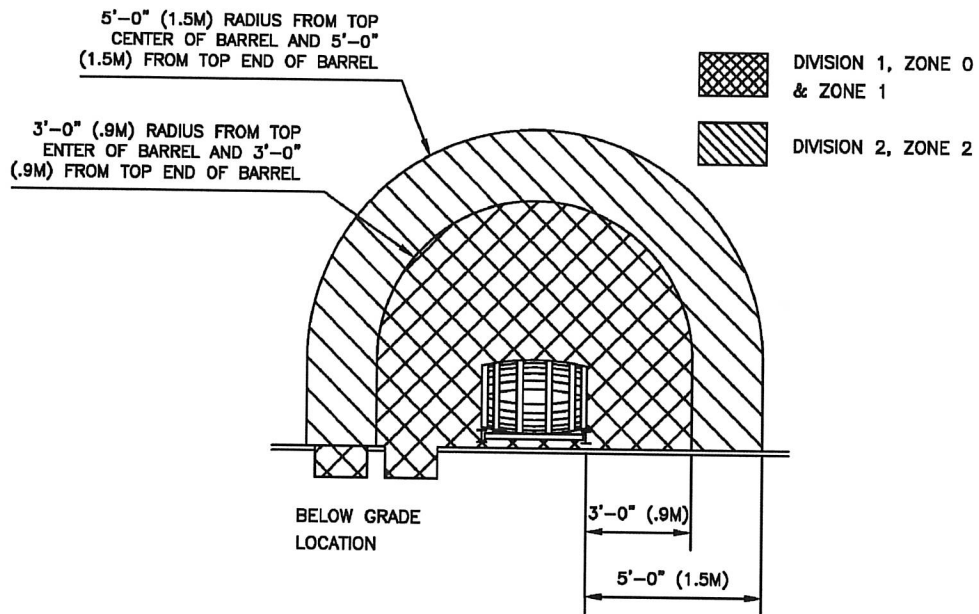 5'-0" (1.5M) RADIUS FROM TOP
CENTER OF BARREL AND 5'-0"
(1.5M) FROM TOP END OF BARREL
3'-0" (.9M) RADIUS FROM TOP
ENTER OF BARREL AND 3'-0"
(.9M) FROM TOP END OF BARREL
DIVISION 1, ZONE 0
& ZONE 1
DIVISION 2, ZONE 2
BELOW GRADE
LOCATION
3'-0" (.9M)
5'-0" (1.5M)